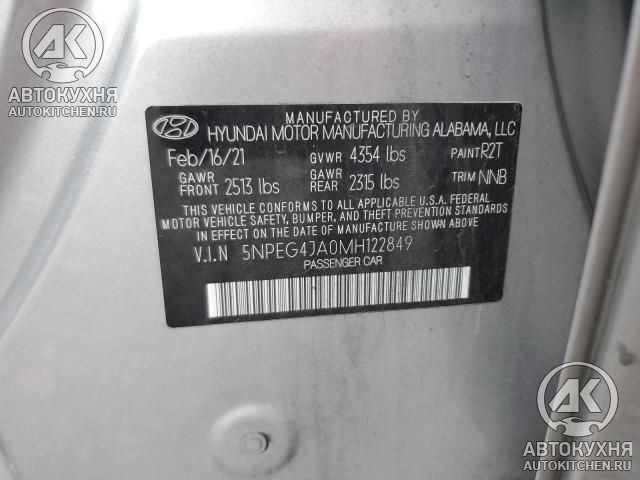 АК
АВТОКУХНЯ
AUTOKITCHEN.RU
MANUFACTURED BY
HYUNDAI MOTOR MANUFACTURING ALABAMA, LLC
Feb/16/21 GVWR 4354 lbs PAINT R2T
GAWR FRONT 2513 lbs GAWR REAR 2315 lbs TRIM NNB
THIS VEHICLE CONFORMS TO ALL APPLICABLE U.S.A. FEDERAL
MOTOR VEHICLE SAFETY, BUMPER, AND THEFT PREVENTION STANDARDS
IN EFFECT ON THE DATE OF MANUFACTURE SHOWN ABOVE.
V.I.N 5NPEG4JA0MH122849
PASSENGER CAR
АК
АВТОКУХНЯ
AUTOKITCHEN.RU